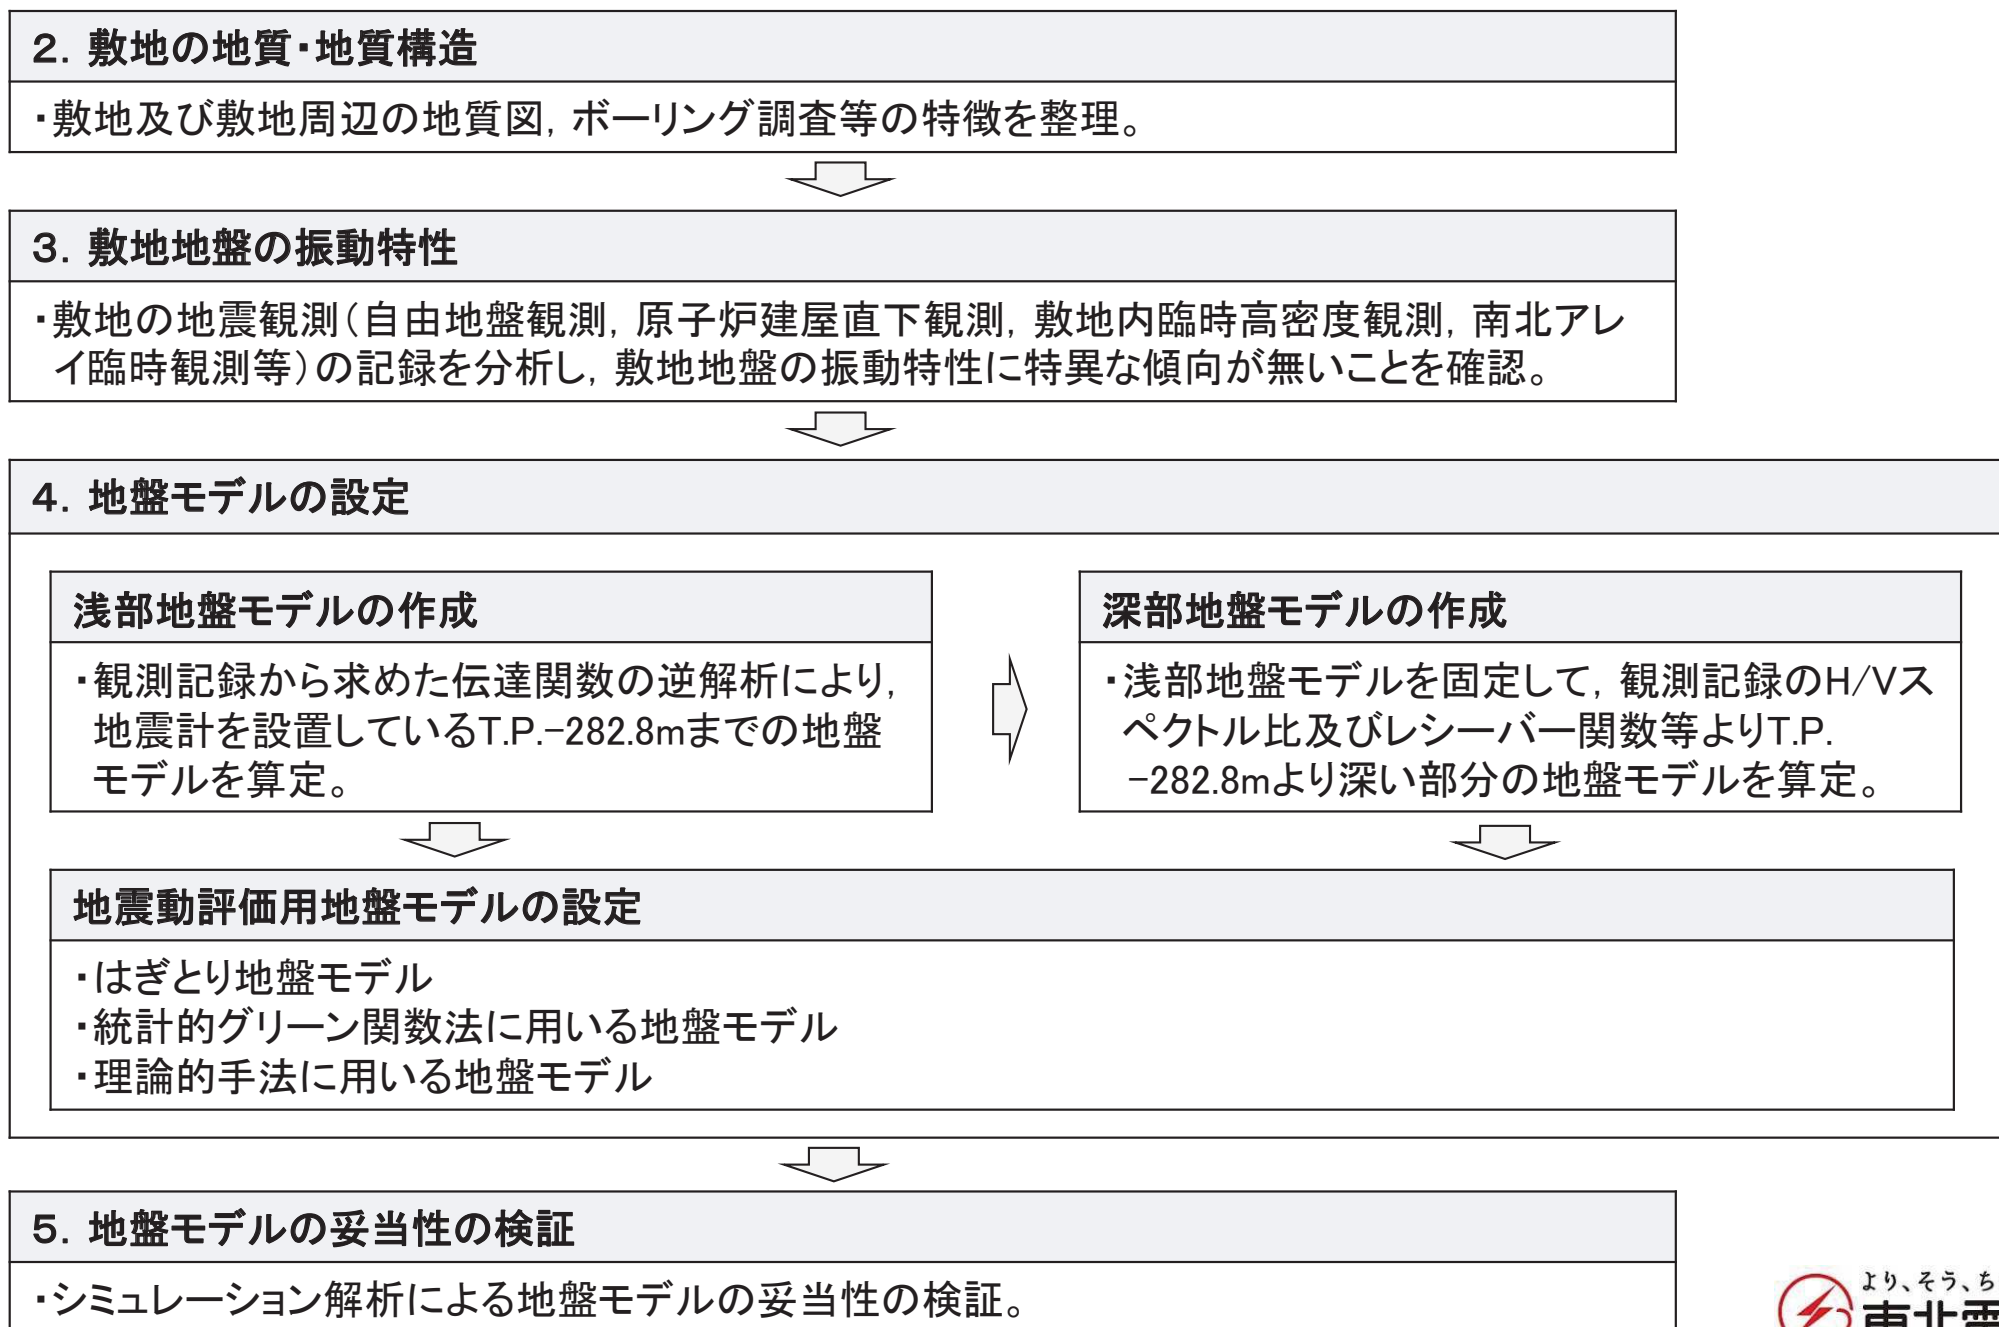 2. 敷地の地質・地質構造
・敷地及び敷地周辺の地質図，ボーリング調査等の特徴を整理。
3. 敷地地盤の振動特性
・敷地の地震観測（自由地盤観測，原子炉建屋直下観測，敷地内臨時高密度観測，南北アレ
イ臨時観測等）の記録を分析し，敷地地盤の振動特性に特異な傾向が無いことを確認。
4. 地盤モデルの設定
浅部地盤モデルの作成
・観測記録から求めた伝達関数の逆解析により，
地震計を設置しているT.P.-282.8mまでの地盤
モデルを算定。
深部地盤モデルの作成
・浅部地盤モデルを固定して，観測記録のH/Vス
ペクトル比及びレシーバー関数等よりT.P.
-282.8mより深い部分の地盤モデルを算定。
地震動評価用地盤モデルの設定
・はぎとり地盤モデル
・統計的グリーン関数法に用いる地盤モデル
・理論的手法に用いる地盤モデル
5. 地盤モデルの妥当性の検証
・シミュレーション解析による地盤モデルの妥当性の検証。
より、そう、ち
東北電